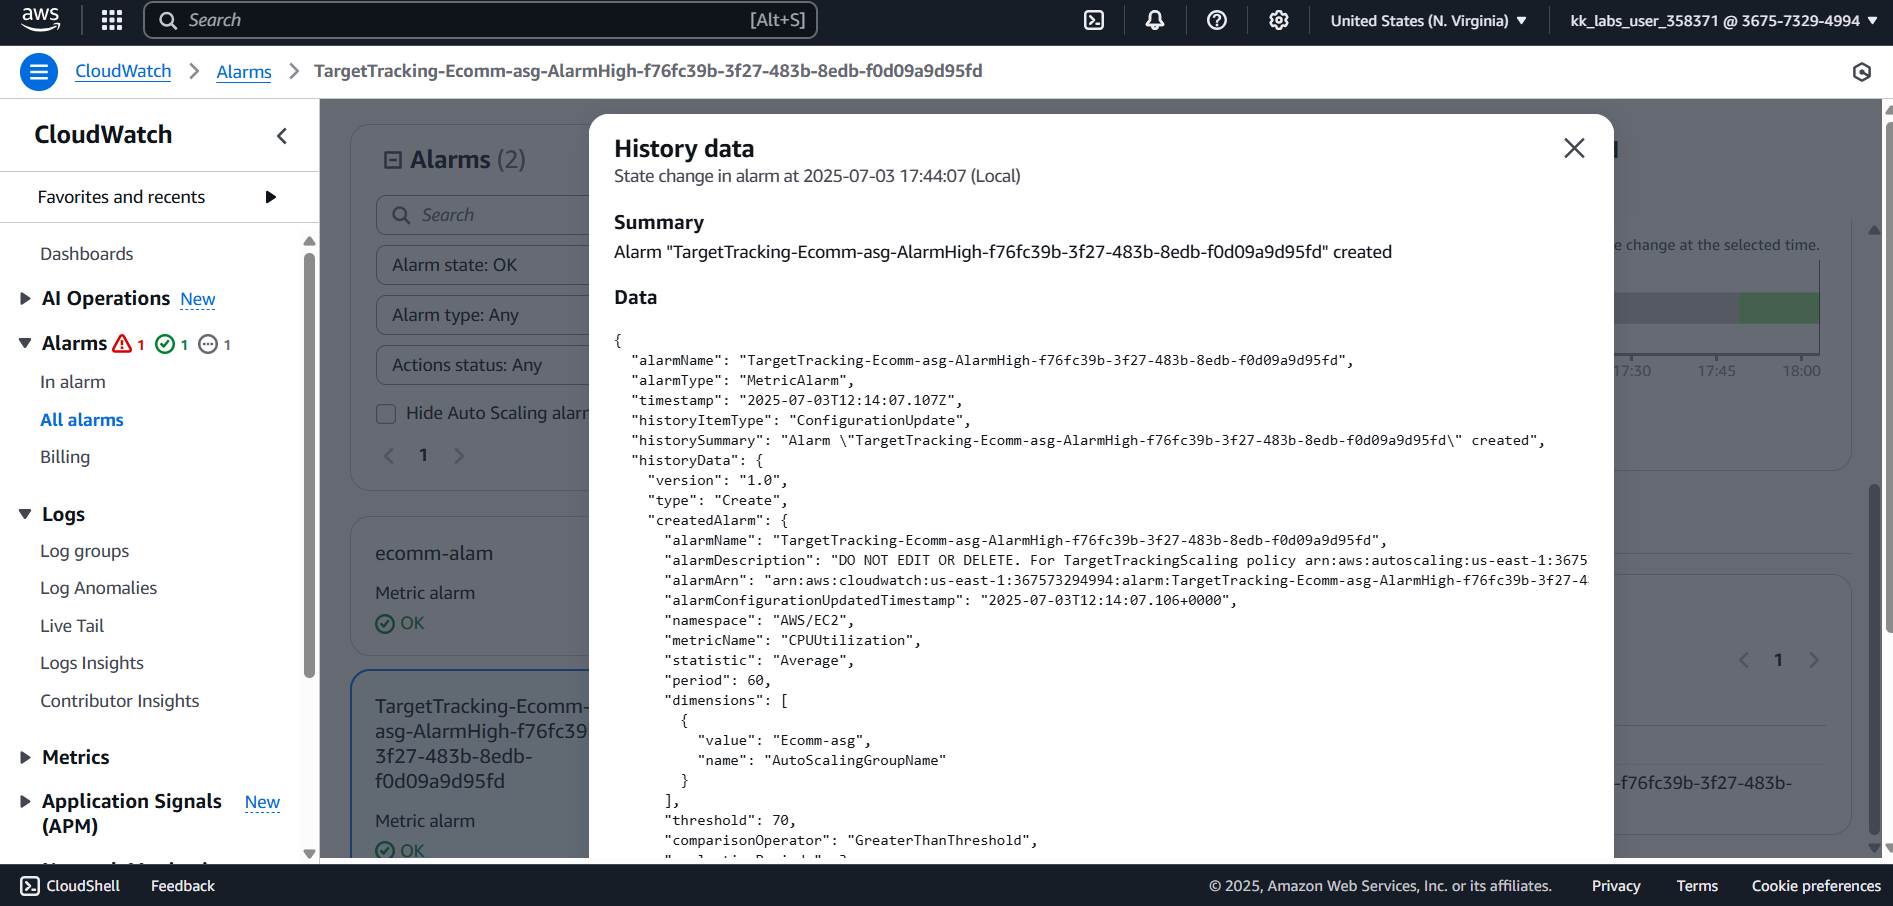 aws
Search
[Alt+S]
United States (N. Virginia)
kk_labs_user_358371 @ 3675-7329-4994
CloudWatch
Alarms
TargetTracking-Ecomm-asg-AlarmHigh-f76fc39b-3f27-483b-8edb-f0d09a9d95fd
CloudWatch
Favorites and recents
Dashboards
AI Operations New
Alarms 1 1 1
In alarm
All alarms
Billing
Logs
Log groups
Log Anomalies
Live Tail
Logs Insights
Contributor Insights
Metrics
Application Signals New
(APM)
Alarms (2)
Search
Alarm state: OK
Alarm type: Any
Actions status: Any
Hide Auto Scaling alarm
1
ecomm-alam
Metric alarm
OK
TargetTracking-Ecomm-
asg-AlarmHigh-f76fc39
3f27-483b-8edb-
f0d09a9d95fd
Metric alarm
OK
History data
State change in alarm at 2025-07-03 17:44:07 (Local)
Summary
Alarm "TargetTracking-Ecomm-asg-AlarmHigh-f76fc39b-3f27-483b-8edb-f0d09a9d95fd" created
Data
{
"alarmName": "TargetTracking-Ecomm-asg-AlarmHigh-f76fc39b-3f27-483b-8edb-f0d09a9d95fd",
"alarmType": "MetricAlarm",
"timestamp": "2025-07-03T12:14:07.107Z",
"historyItemType": "ConfigurationUpdate",
"historySummary": "Alarm \"TargetTracking-Ecomm-asg-AlarmHigh-f76fc39b-3f27-483b-8edb-f0d09a9d95fd\" created",
"historyData": {
"version": "1.0",
"type": "Create",
"createdAlarm": {
"alarmName": "TargetTracking-Ecomm-asg-AlarmHigh-f76fc39b-3f27-483b-8edb-f0d09a9d95fd",
"alarmDescription": "DO NOT EDIT OR DELETE. For TargetTrackingScaling policy arn:aws:autoscaling:us-east-1:3675
"alarmArn": "arn:aws:cloudwatch:us-east-1:367573294994:alarm:TargetTracking-Ecomm-asg-AlarmHigh-f76fc39b-3f27-4
"alarmConfigurationUpdatedTimestamp": "2025-07-03T12:14:07.106+0000",
"namespace": "AWS/EC2",
"metricName": "CPUUtilization",
"statistic": "Average",
"period": 60,
"dimensions": [
{
"value": "Ecomm-asg",
"name": "AutoScalingGroupName"
}
],
"threshold": 70,
"comparisonOperator": "GreaterThanThreshold",
e change at the selected time.
17:30 17:45 18:00
1
-f76fc39b-3f27-483b-
CloudShell
Feedback
© 2025, Amazon Web Services, Inc. or its affiliates.
Privacy
Terms
Cookie preferences